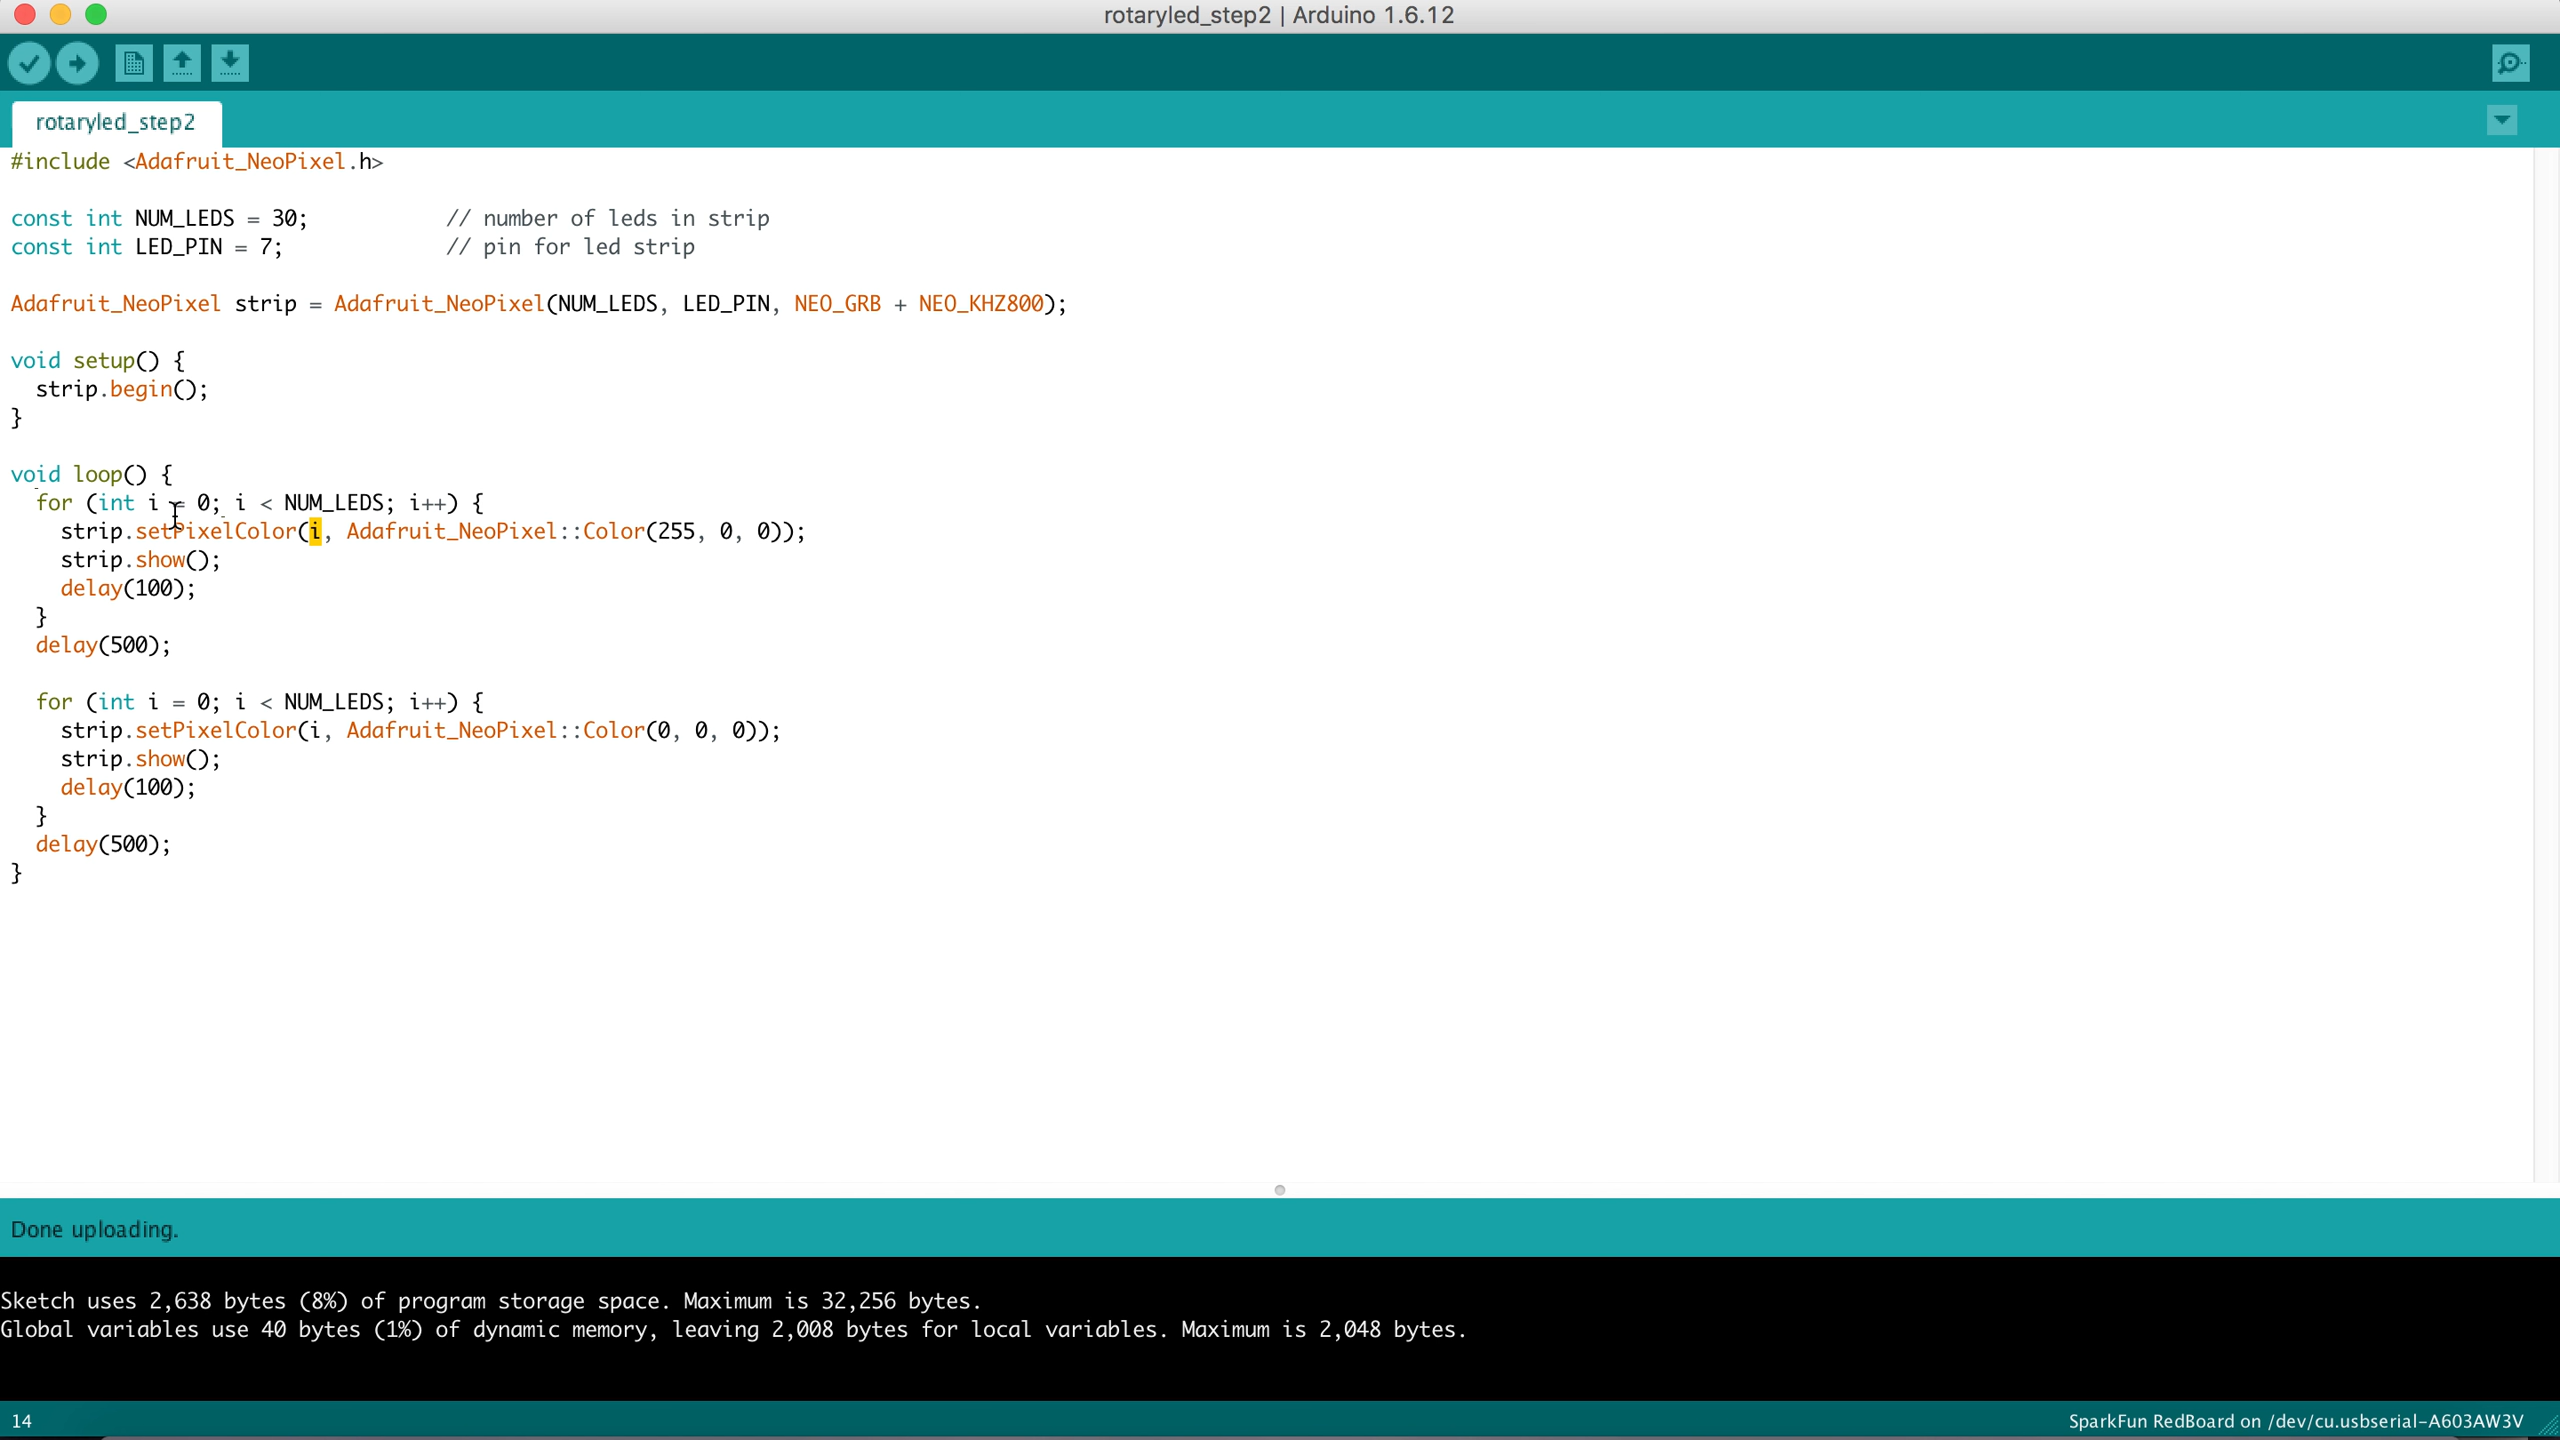 rotaryled_step2 | Arduino 1.6.12
rotaryled_step2
#include <Adafruit_NeoPixel.h>
const int NUM_LEDS = 30;           // number of leds in strip
const int LED_PIN = 7;             // pin for led strip
Adafruit_NeoPixel strip = Adafruit_NeoPixel(NUM_LEDS, LED_PIN, NEO_GRB + NEO_KHZ800);
void setup() {
  strip.begin();
}
void loop() {
  for (int i = 0; i < NUM_LEDS; i++) {
    strip.setPixelColor(i, Adafruit_NeoPixel::Color(255, 0, 0));
    strip.show();
    delay(100);
  }
  delay(500);
  for (int i = 0; i < NUM_LEDS; i++) {
    strip.setPixelColor(i, Adafruit_NeoPixel::Color(0, 0, 0));
    strip.show();
    delay(100);
  }
  delay(500);
}
Done uploading.
Sketch uses 2,638 bytes (8%) of program storage space. Maximum is 32,256 bytes.
Global variables use 40 bytes (1%) of dynamic memory, leaving 2,008 bytes for local variables. Maximum is 2,048 bytes.
14
SparkFun RedBoard on /dev/cu.usbserial-A603AW3V